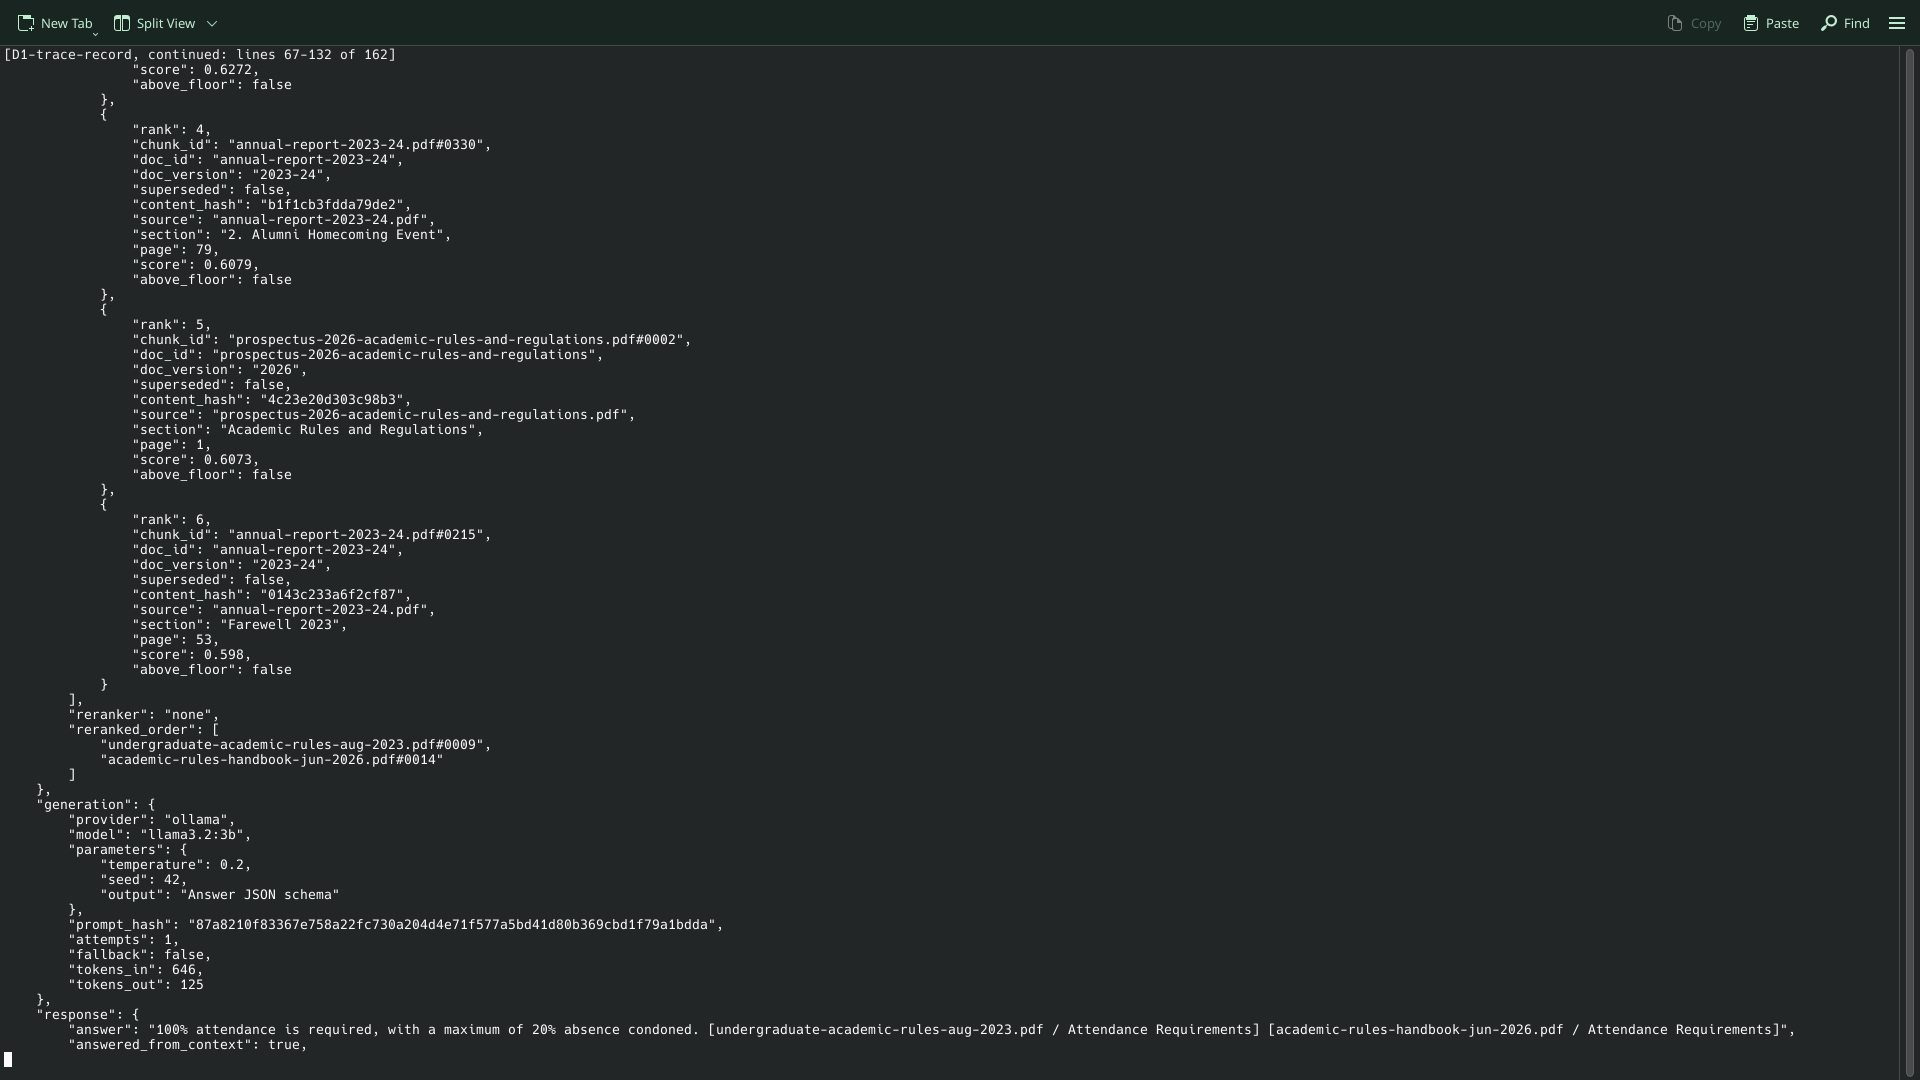 New Tab
Split View
Copy
Paste
Find
[D1-trace-record, continued: lines 67-132 of 162]
                "score": 0.6272,
                "above_floor": false
            },
            {
                "rank": 4,
                "chunk_id": "annual-report-2023-24.pdf#0330",
                "doc_id": "annual-report-2023-24",
                "doc_version": "2023-24",
                "superseded": false,
                "content_hash": "b1f1cb3fdda79de2",
                "source": "annual-report-2023-24.pdf",
                "section": "2. Alumni Homecoming Event",
                "page": 79,
                "score": 0.6079,
                "above_floor": false
            },
            {
                "rank": 5,
                "chunk_id": "prospectus-2026-academic-rules-and-regulations.pdf#0002",
                "doc_id": "prospectus-2026-academic-rules-and-regulations",
                "doc_version": "2026",
                "superseded": false,
                "content_hash": "4c23e20d303c98b3",
                "source": "prospectus-2026-academic-rules-and-regulations.pdf",
                "section": "Academic Rules and Regulations",
                "page": 1,
                "score": 0.6073,
                "above_floor": false
            },
            {
                "rank": 6,
                "chunk_id": "annual-report-2023-24.pdf#0215",
                "doc_id": "annual-report-2023-24",
                "doc_version": "2023-24",
                "superseded": false,
                "content_hash": "0143c233a6f2cf87",
                "source": "annual-report-2023-24.pdf",
                "section": "Farewell 2023",
                "page": 53,
                "score": 0.598,
                "above_floor": false
            }
        ],
        "reranker": "none",
        "reranked_order": [
            "undergraduate-academic-rules-aug-2023.pdf#0009",
            "academic-rules-handbook-jun-2026.pdf#0014"
        ]
    },
    "generation": {
        "provider": "ollama",
        "model": "llama3.2:3b",
        "parameters": {
            "temperature": 0.2,
            "seed": 42,
            "output": "Answer JSON schema"
        },
        "prompt_hash": "87a8210f83367e758a22fc730a204d4e71f577a5bd41d80b369cbd1f79a1bdda",
        "attempts": 1,
        "fallback": false,
        "tokens_in": 646,
        "tokens_out": 125
    },
    "response": {
        "answer": "100% attendance is required, with a maximum of 20% absence condoned. [undergraduate-academic-rules-aug-2023.pdf / Attendance Requirements] [academic-rules-handbook-jun-2026.pdf / Attendance Requirements]",
        "answered_from_context": true,